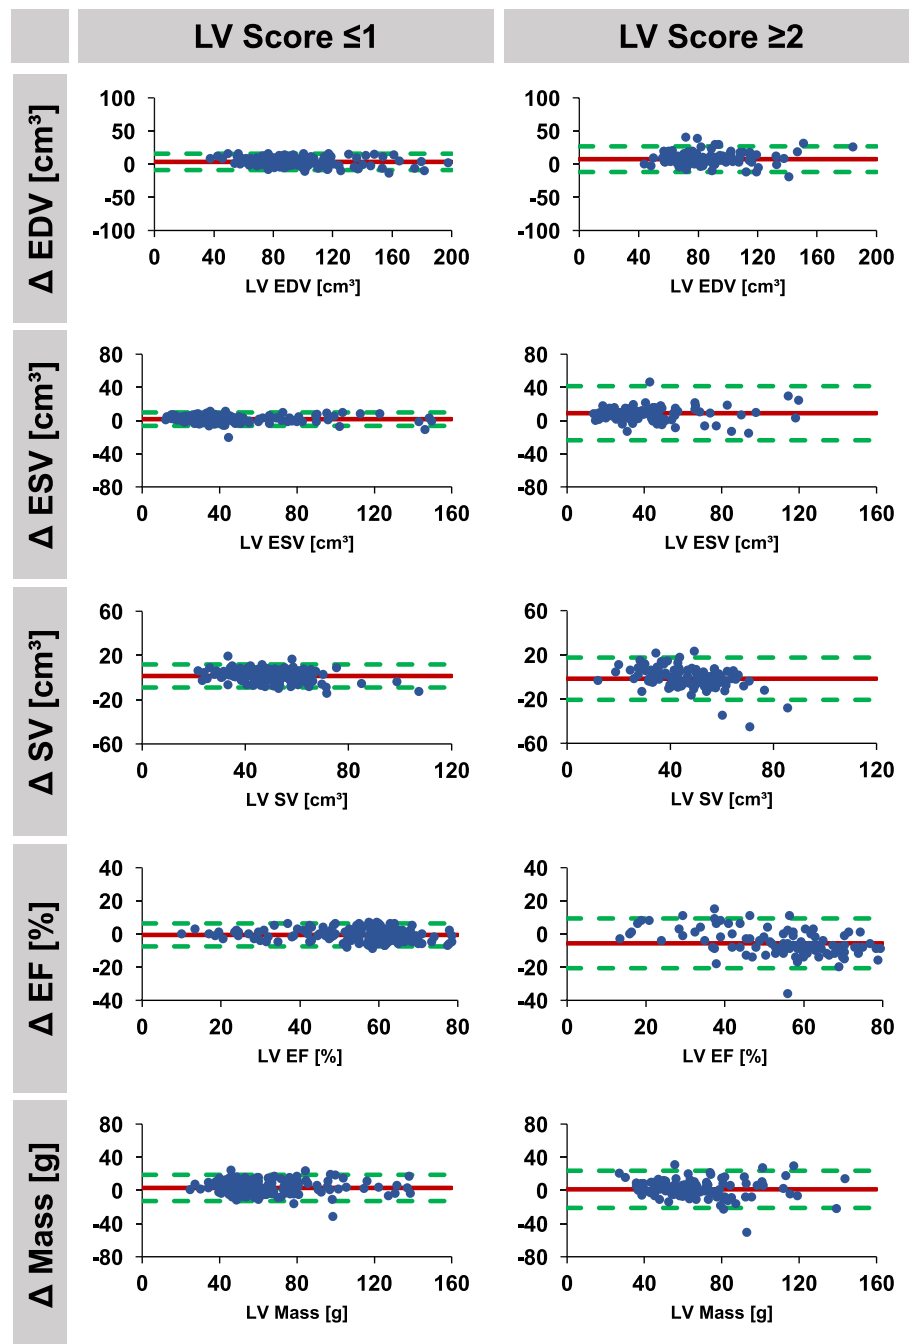 LV Score ≤1 LV Score ≥2
Δ EDV [cm³]
100 100
50 50
0 0
-50 -50
-100 -100
0 40 80 120 160 200 0 40 80 120 160 200
LV EDV [cm³] LV EDV [cm³]
Δ ESV [cm³]
80 80
40 40
0 0
-40 -40
-80 -80
0 40 80 120 160 0 40 80 120 160
LV ESV [cm³] LV ESV [cm³]
Δ SV [cm³]
60 60
20 20
-20 -20
-60 -60
0 40 80 120 0 40 80 120
LV SV [cm³] LV SV [cm³]
Δ EF [%]
40 40
20 20
0 0
-20 -20
-40 -40
0 20 40 60 80 0 20 40 60 80
LV EF [%] LV EF [%]
Δ Mass [g]
80 80
40 40
0 0
-40 -40
-80 -80
0 40 80 120 160 0 40 80 120 160
LV Mass [g] LV Mass [g]